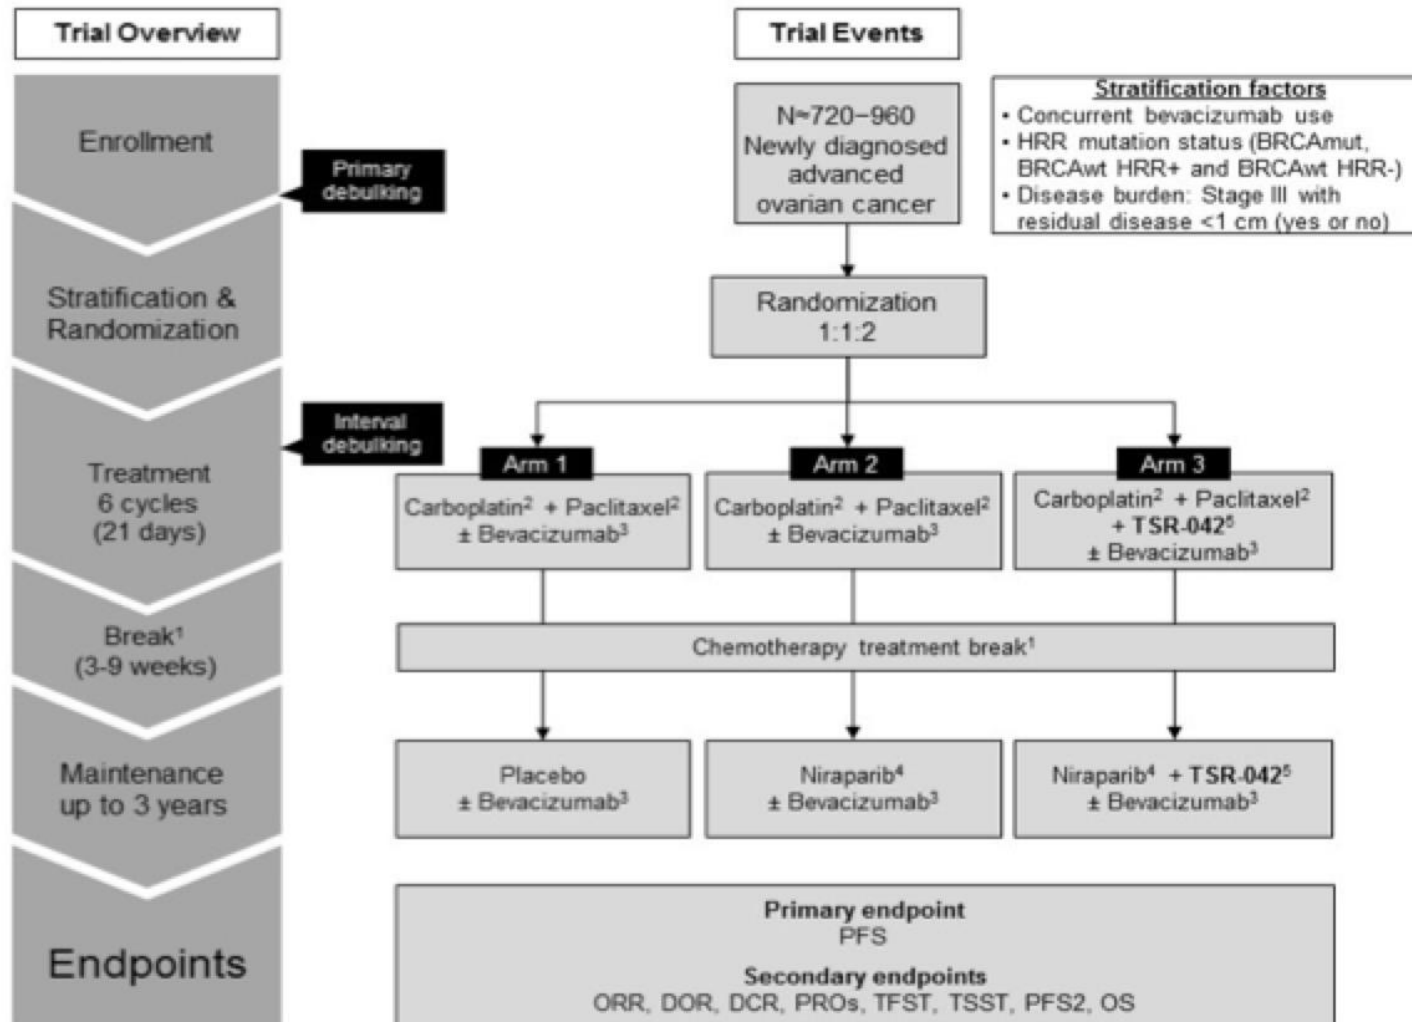 Trial Overview
Enrollment
Primary
debulking
Stratification &
Randomization
Interval
debulking
Treatment
6 cycles
(21 days)
Break¹
(3-9 weeks)
Maintenance
up to 3 years
Endpoints
Trial Events
N≈720−960
Newly diagnosed
advanced
ovarian cancer
Stratification factors
• Concurrent bevacizumab use
• HRR mutation status (BRCAmut,
BRCAwt HRR+ and BRCAwt HRR-)
• Disease burden: Stage III with
residual disease <1 cm (yes or no)
Randomization
1:1:2
Arm 1
Carboplatin² + Paclitaxel²
± Bevacizumab³
Arm 2
Carboplatin² + Paclitaxel²
± Bevacizumab³
Arm 3
Carboplatin² + Paclitaxel²
+ TSR-042⁵
± Bevacizumab³
Chemotherapy treatment break¹
Placebo
± Bevacizumab³
Niraparib⁴
± Bevacizumab³
Niraparib⁴ + TSR-042⁵
± Bevacizumab³
Primary endpoint
PFS
Secondary endpoints
ORR, DOR, DCR, PROs, TFST, TSST, PFS2, OS